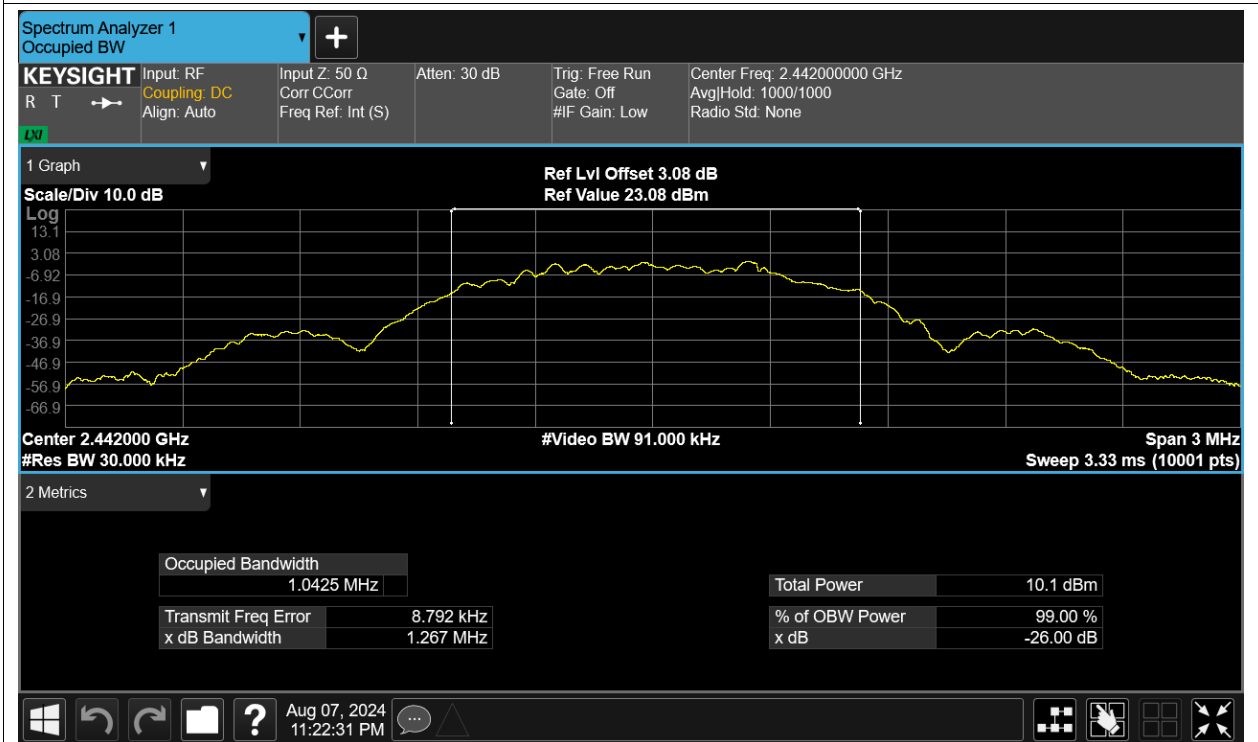 Spectrum Analyzer 1
Occupied BW
KEYSIGHT
R T
LXI
Input: RF
Coupling: DC
Align: Auto
Input Z: 50 Ω
Corr CCorr
Freq Ref: Int (S)
Atten: 30 dB
Trig: Free Run
Gate: Off
#IF Gain: Low
Center Freq: 2.442000000 GHz
Avg|Hold: 1000/1000
Radio Std: None
1 Graph
Scale/Div 10.0 dB
Ref Lvl Offset 3.08 dB
Ref Value 23.08 dBm
Log
13.1
3.08
-6.92
-16.9
-26.9
-36.9
-46.9
-56.9
-66.9
Center 2.442000 GHz
#Res BW 30.000 kHz
#Video BW 91.000 kHz
Span 3 MHz
Sweep 3.33 ms (10001 pts)
2 Metrics
Occupied Bandwidth
1.0425 MHz
Transmit Freq Error 8.792 kHz
x dB Bandwidth 1.267 MHz
Total Power 10.1 dBm
% of OBW Power 99.00 %
x dB -26.00 dB
?
Aug 07, 2024
11:22:31 PM